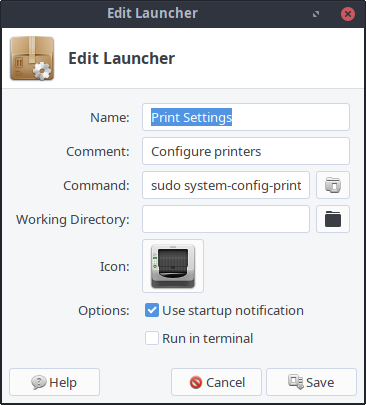 Edit Launcher
Edit Launcher
Name: Print Settings
Comment: Configure printers
Command: sudo system-config-print
Working Directory:
Icon:
Options: Use startup notification
Run in terminal
Help Cancel Save